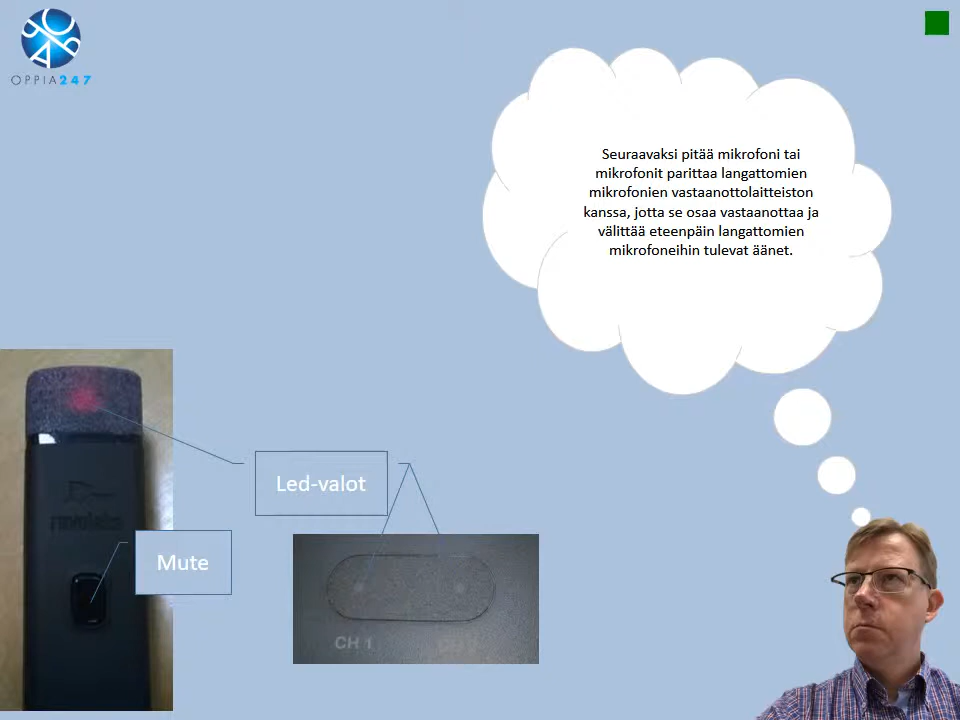 OPPIA247
Seuraavaksi pitää mikrofoni tai
mikrofonit parittaa langattomien
mikrofonien vastaanottolaitteiston
kanssa, jotta se osaa vastaanottaa ja
välittää eteenpäin langattomien
mikrofoneihin tulevat äänet.
Led-valot
Mute
CH 1